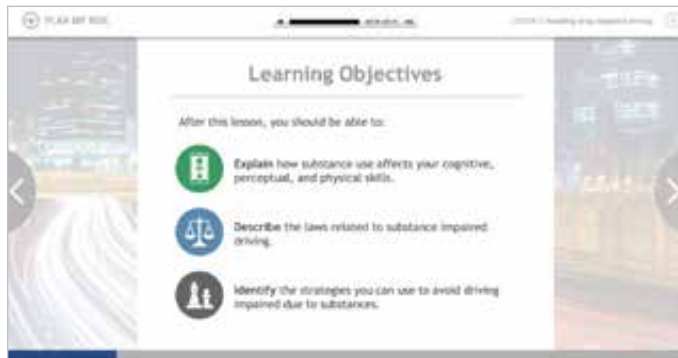 Learning Objectives
After this lesson, you should be able to:
Explain how substance use affects your cognitive,
perceptual, and physical skills.
Describe the laws related to substance impaired
driving.
Identify the strategies you can use to avoid driving
impaired due to substances.